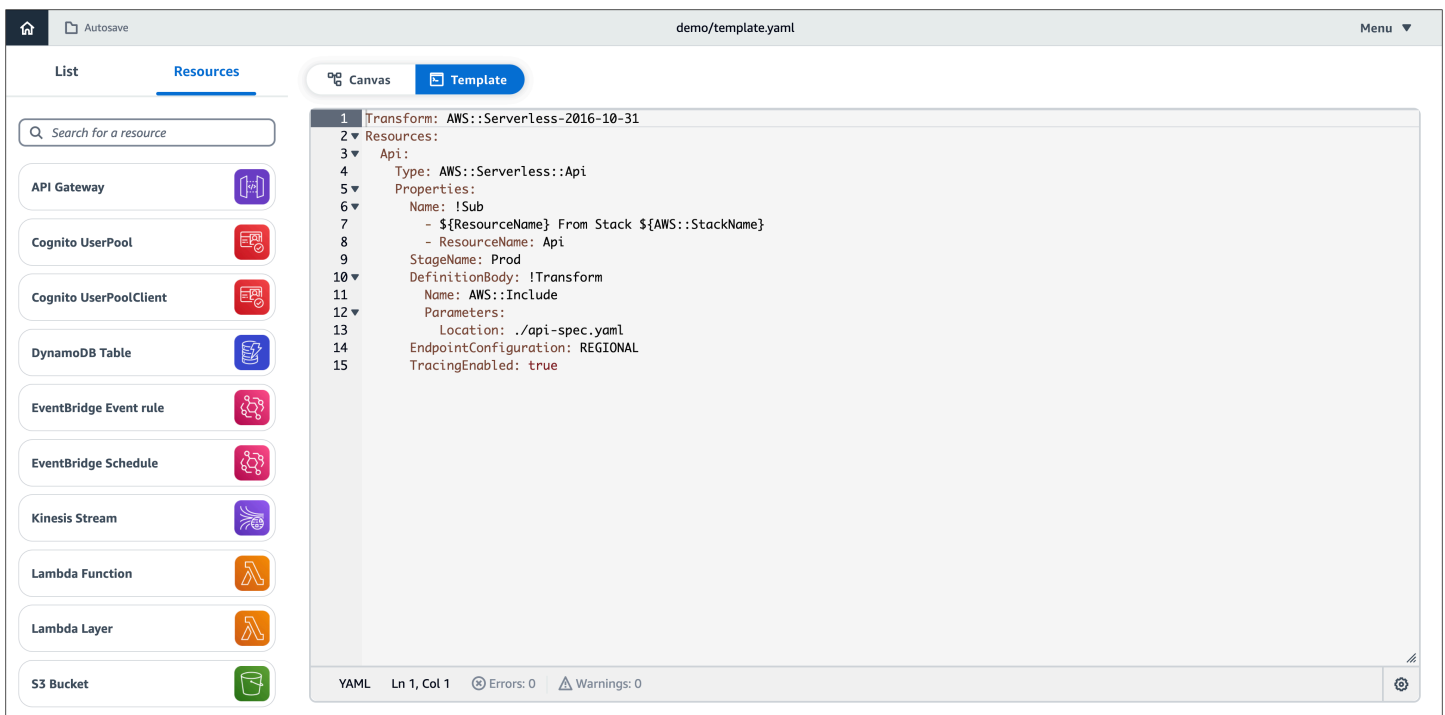 Autosave
demo/template.yaml
Menu
List
Resources
Search for a resource
API Gateway
Cognito UserPool
Cognito UserPoolClient
DynamoDB Table
EventBridge Event rule
EventBridge Schedule
Kinesis Stream
Lambda Function
Lambda Layer
S3 Bucket
Canvas
Template
1 Transform: AWS::Serverless-2016-10-31
2 Resources:
3 Api:
4 Type: AWS::Serverless::Api
5 Properties:
6 Name: !Sub
7 - ${ResourceName} From Stack ${AWS::StackName}
8 - ResourceName: Api
9 StageName: Prod
10 DefinitionBody: !Transform
11 Name: AWS::Include
12 Parameters:
13 Location: ./api-spec.yaml
14 EndpointConfiguration: REGIONAL
15 TracingEnabled: true
YAML Ln 1, Col 1 Errors: 0 Warnings: 0